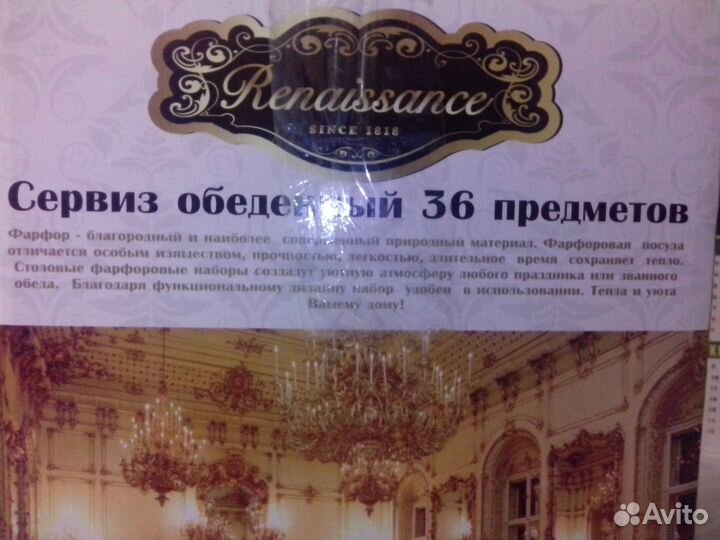 Renaissance
SINCE 1818
Сервиз обеденный 36 предметов
Фарфор - благородный и наиболее совершенный природный материал. Фарфоровая посуда
отличается особым изяществом, прочностью, легкостью, длительное время сохраняет тепло.
Столовые фарфоровые наборы создадут уютную атмосферу любого праздника или званного
обеда. Благодаря функциональному дизайну набор удобен в использовании. Тепла и уюта
Вашему дому!
Avito